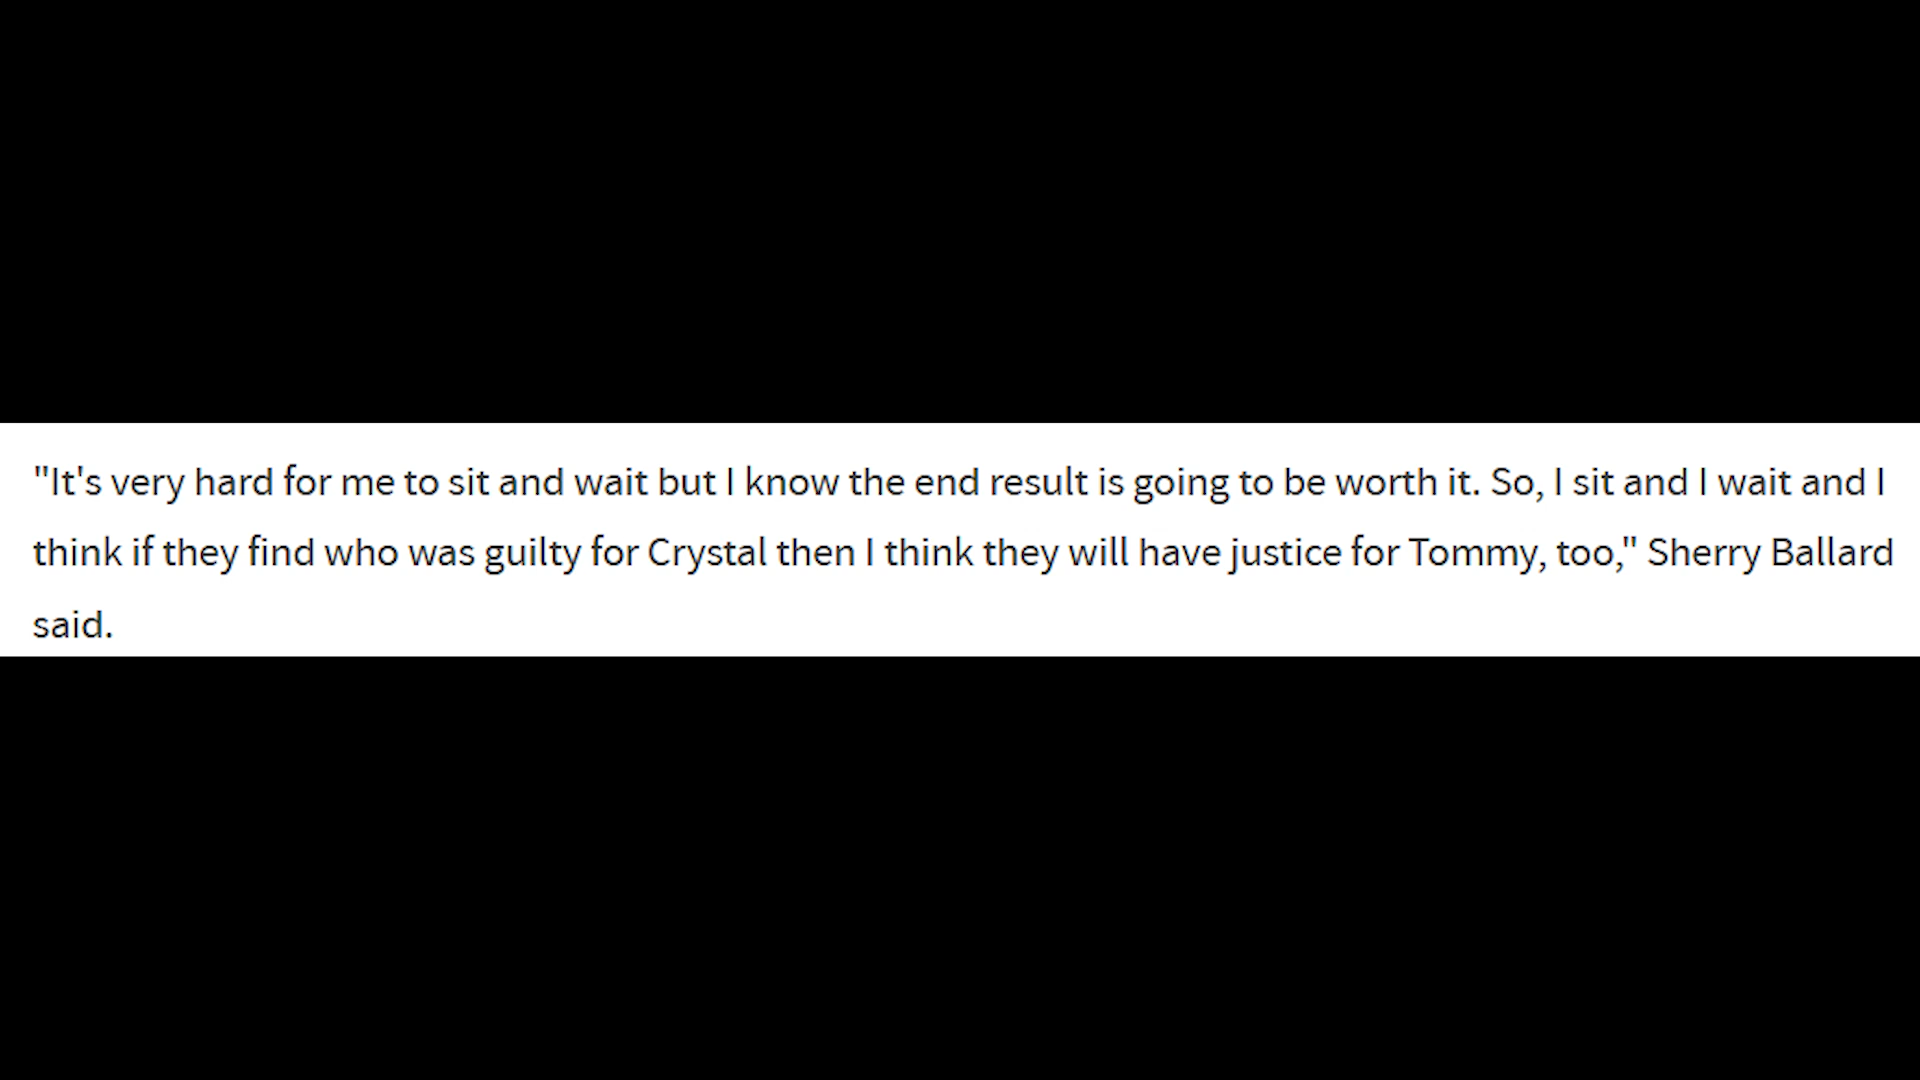 "It's very hard for me to sit and wait but I know the end result is going to be worth it. So, I sit and I wait and I
think if they find who was guilty for Crystal then I think they will have justice for Tommy, too," Sherry Ballard
said.